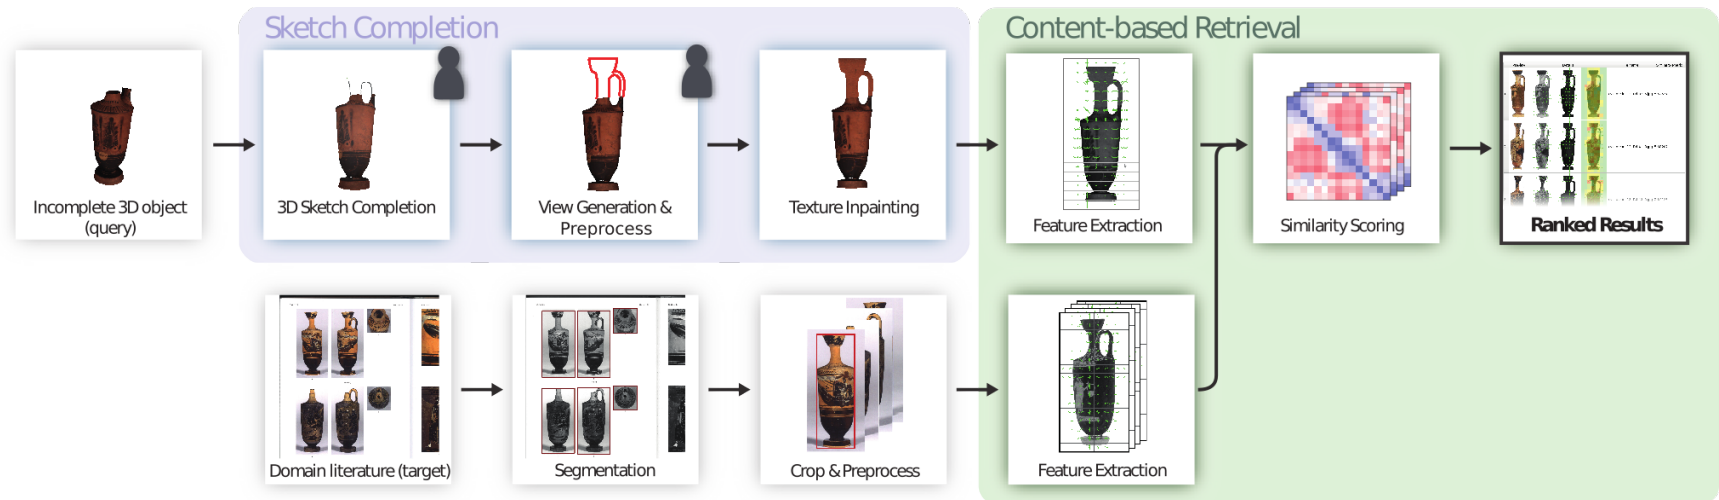 Sketch Completion
Content-based Retrieval
Incomplete 3D object
(query)
3D Sketch Completion
View Generation &
Preprocess
Texture Inpainting
Feature Extraction
Similarity Scoring
Ranked Results
Domain literature (target)
Segmentation
Crop & Preprocess
Feature Extraction